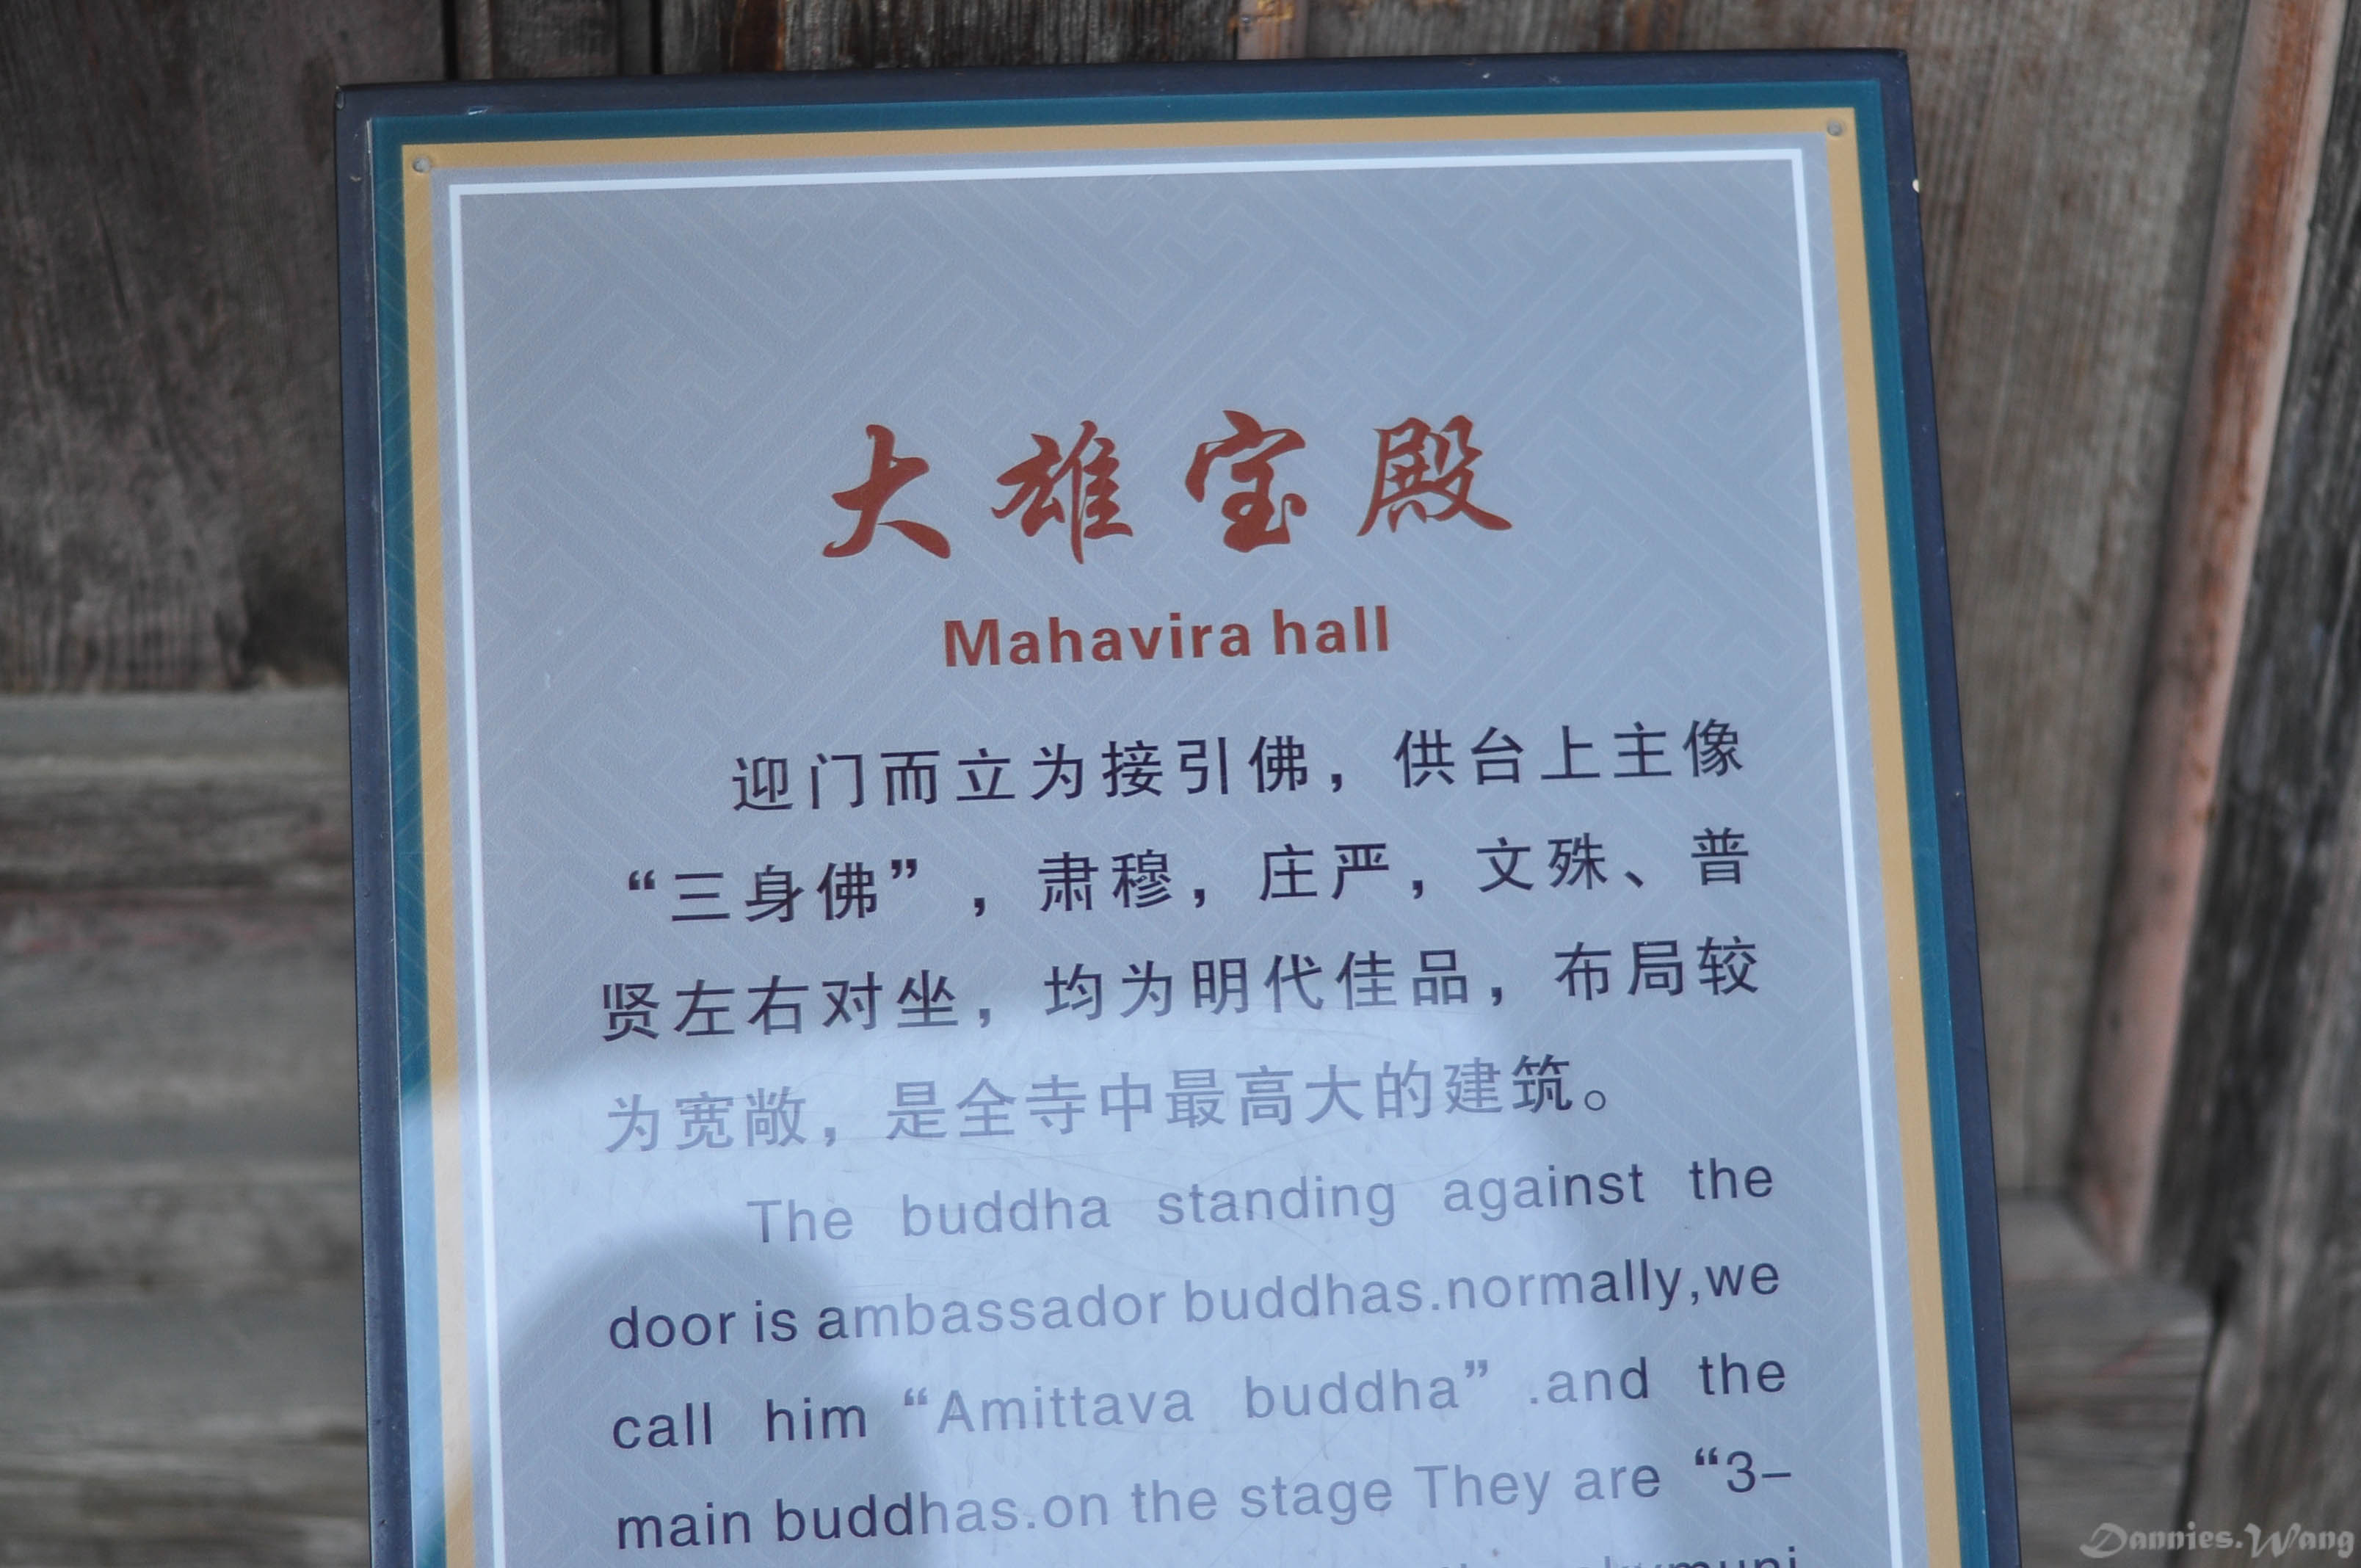 大雄宝殿
Mahavira hall
迎门而立为接引佛，供台上主像
“三身佛”，肃穆，庄严，文殊、普
贤左右对坐，均为明代佳品，布局较
为宽敞，是全寺中最高大的建筑。
The buddha standing against the
door is ambassador buddhas.normally,we
call him “Amittava buddha” .and the
main buddhas.on the stage They are “3–
Dannies.Wang